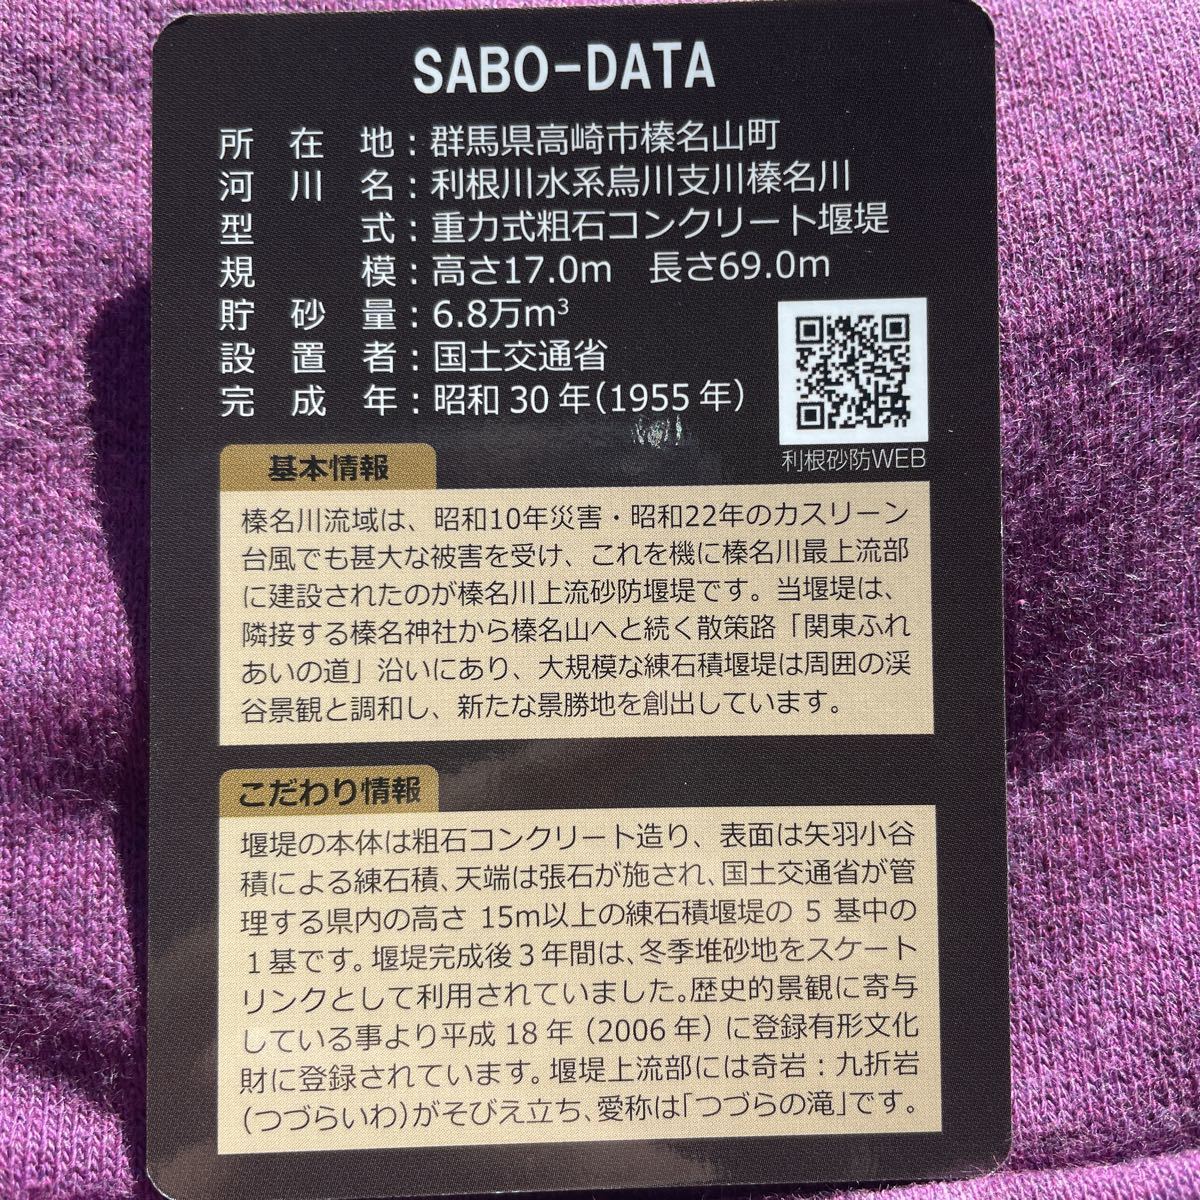 SABO-DATA
所在地：群馬県高崎市榛名山町
河川名：利根川水系烏川支川榛名川
型式：重力式粗石コンクリート堰堤
規模：高さ17.0m　長さ69.0m
貯砂量：6.8万m³
設置者：国土交通省
完成年：昭和30年（1955年）
利根砂防WEB
基本情報
榛名川流域は、昭和10年災害・昭和22年のカスリーン
台風でも甚大な被害を受け、これを機に榛名川最上流部
に建設されたのが榛名川上流砂防堰堤です。当堰堤は、
隣接する榛名神社から榛名山へと続く散策路「関東ふれ
あいの道」沿いにあり、大規模な練石積堰堤は周囲の渓
谷景観と調和し、新たな景勝地を創出しています。
こだわり情報
堰堤の本体は粗石コンクリート造り、表面は矢羽小谷
積による練石積、天端は張石が施され、国土交通省が管
理する県内の高さ 15m以上の練石積堰堤の 5 基中の
１基です。堰堤完成後３年間は、冬季堆砂地をスケート
リンクとして利用されていました。歴史的景観に寄与
している事より平成 18 年（2006 年）に登録有形文化
財に登録されています。堰堤上流部には奇岩：九折岩
（つづらいわ）がそびえ立ち、愛称は「つづらの滝」です。